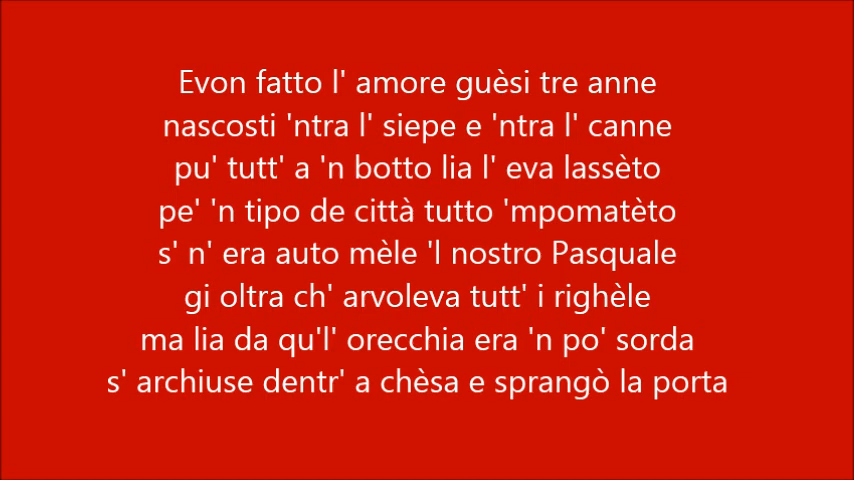 Evon fatto l' amore guèsi tre anne
nascosti 'ntra l' siepe e 'ntra l' canne
pu' tutt' a 'n botto lia l' eva lassèto
pe' 'n tipo de città tutto 'mpomatèto
s' n' era auto mèle 'l nostro Pasquale
gi oltra ch' arvoleva tutt' i righèle
ma lia da qu'l' orecchia era 'n po' sorda
s' archiuse dentr' a chèsa e sprangò la porta